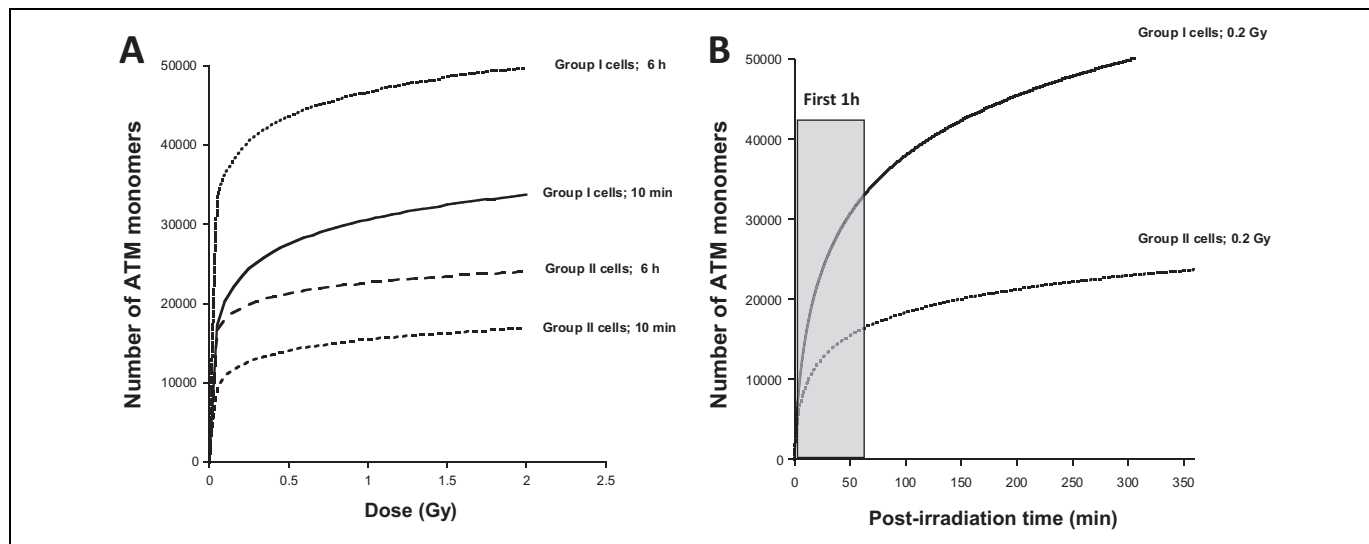 A
Number of ATM monomers
50000
40000
30000
20000
10000
0
0 0.5 1 1.5 2 2.5
Dose (Gy)
Group I cells; 6 h
Group I cells; 10 min
Group II cells; 6 h
Group II cells; 10 min
B
Number of ATM monomers
50000
40000
30000
20000
10000
0
0 50 100 150 200 250 300 350
Post-irradiation time (min)
First 1h
Group I cells; 0.2 Gy
Group II cells; 0.2 Gy